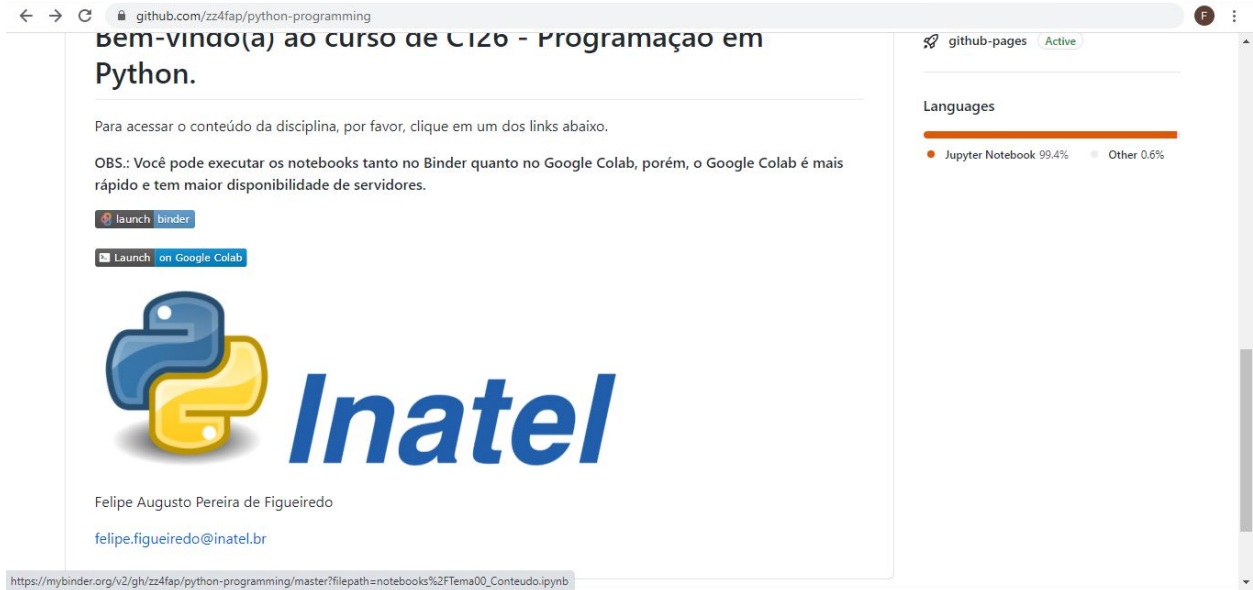 github.com/zz4fap/python-programming
F
Bem-vindo(a) ao curso de C126 - Programação em
Python.
Para acessar o conteúdo da disciplina, por favor, clique em um dos links abaixo.
OBS.: Você pode executar os notebooks tanto no Binder quanto no Google Colab, porém, o Google Colab é mais
rápido e tem maior disponibilidade de servidores.
launch binder
Launch on Google Colab
Inatel
Felipe Augusto Pereira de Figueiredo
felipe.figueiredo@inatel.br
github-pages Active
Languages
Jupyter Notebook 99.4% Other 0.6%
https://mybinder.org/v2/gh/zz4fap/python-programming/master?filepath=notebooks%2FTema00_Conteudo.ipynb